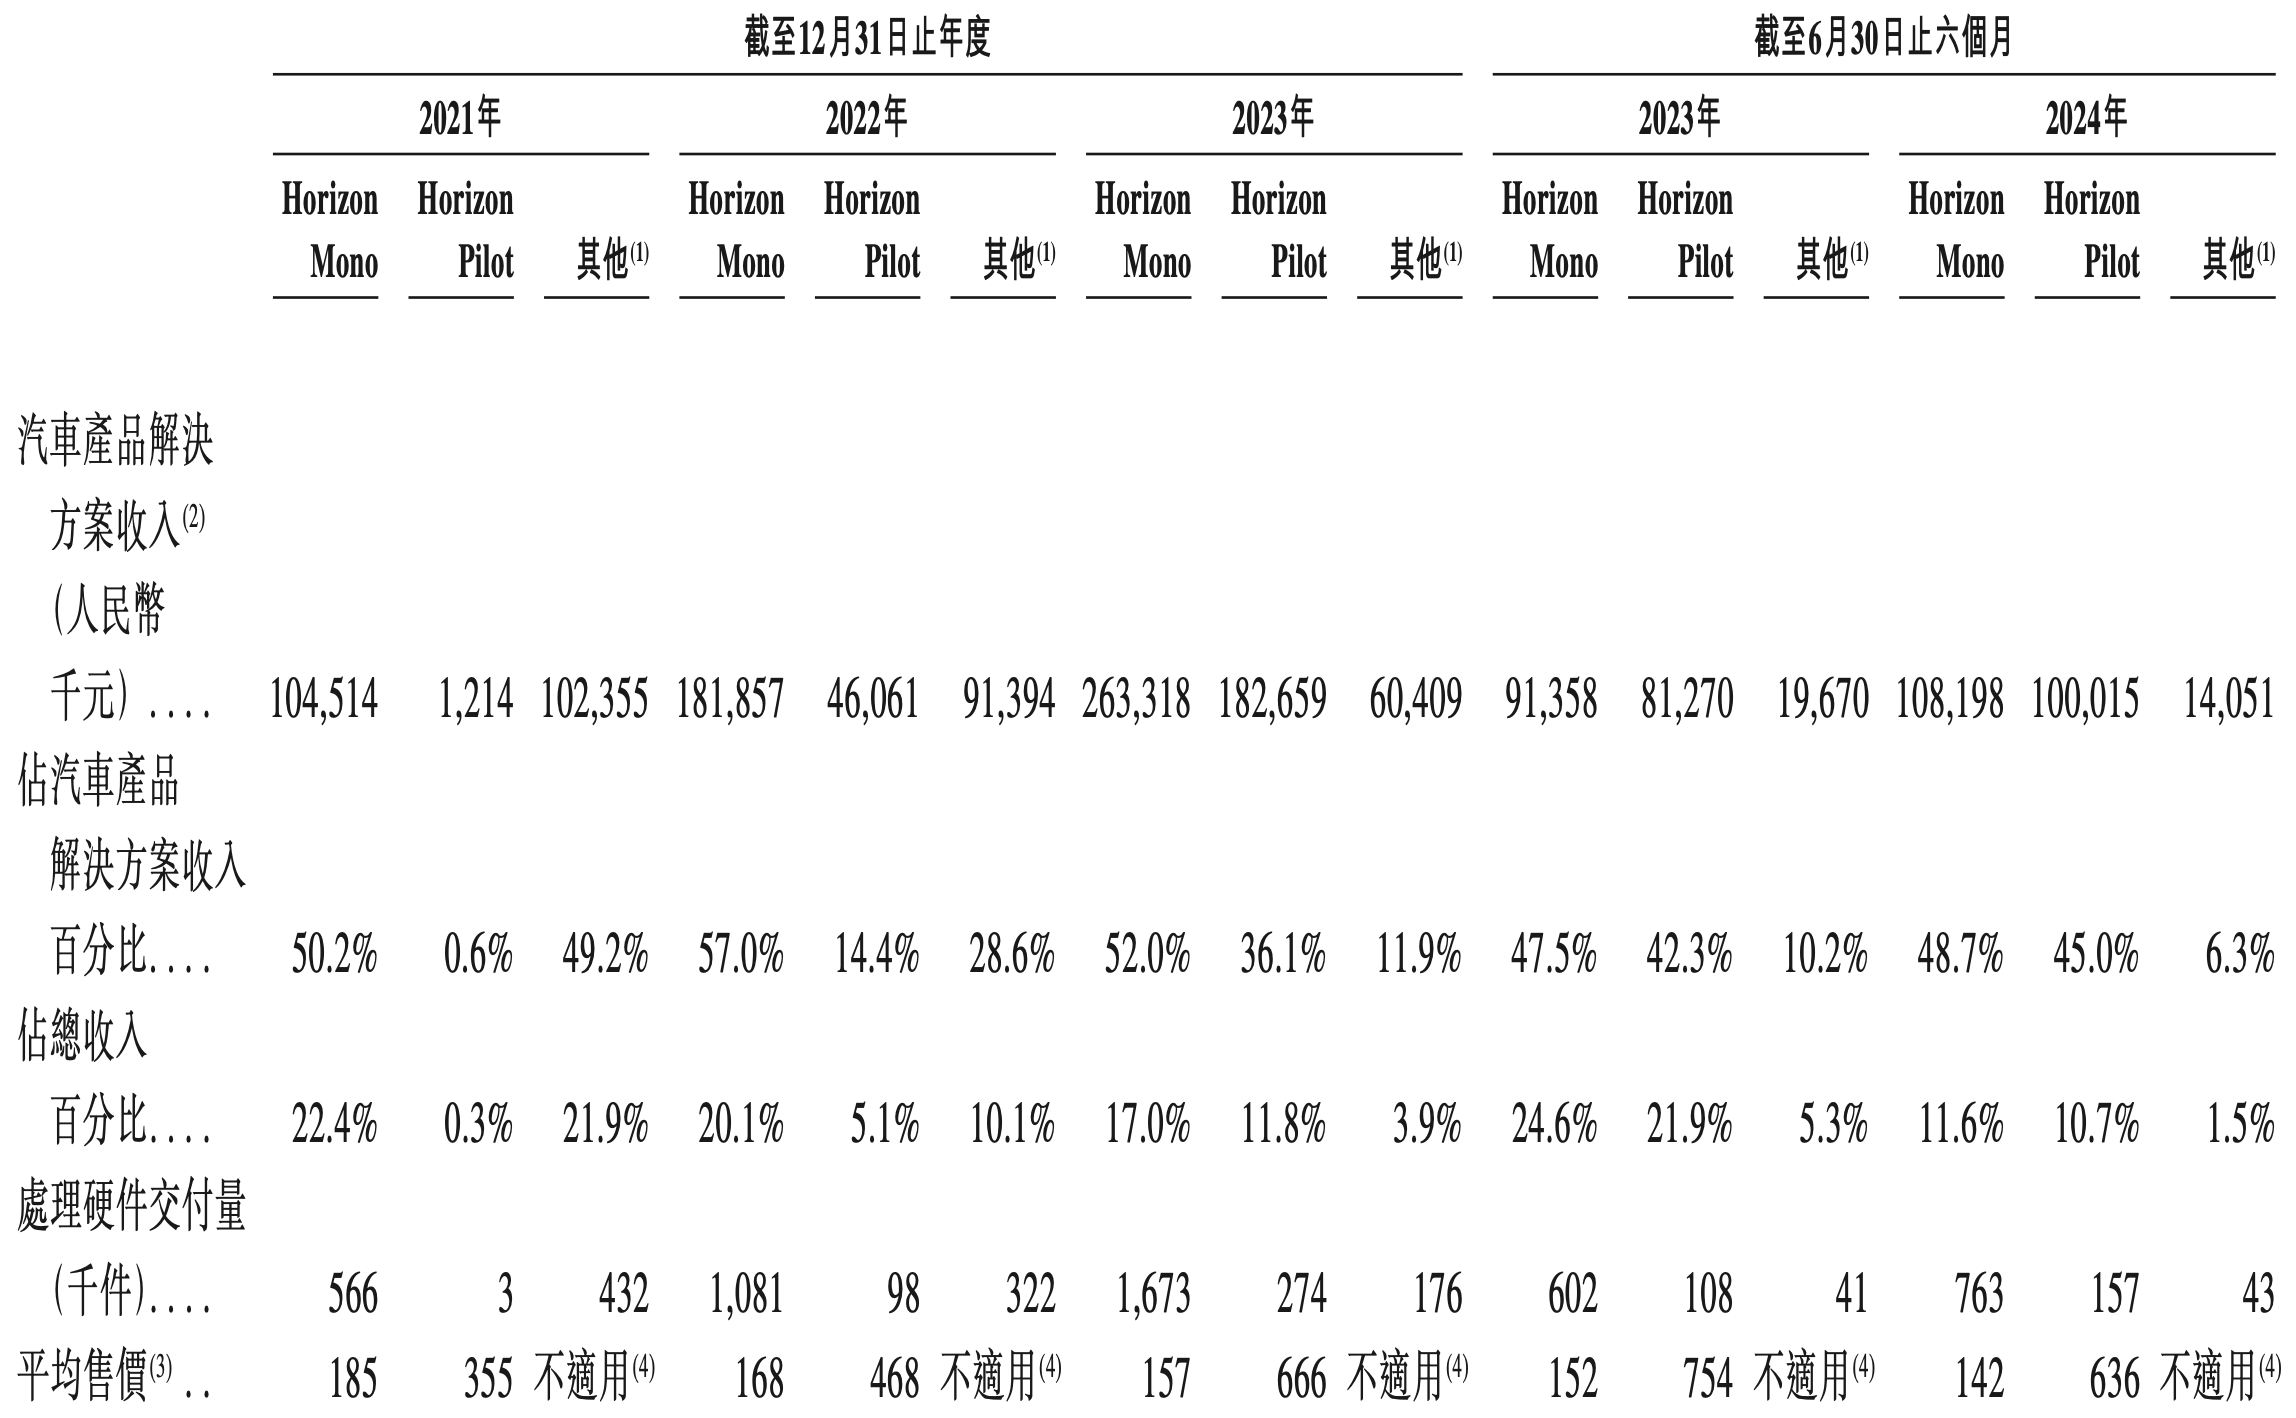 截至12月31日止年度 截至6月30日止六個月
2021年 2022年 2023年 2023年 2024年
Horizon Horizon Horizon Horizon Horizon Horizon Horizon Horizon Horizon Horizon
Mono Pilot 其他(1) Mono Pilot 其他(1) Mono Pilot 其他(1) Mono Pilot 其他(1) Mono Pilot 其他(1)
汽車產品解決
方案收入(2)
(人民幣
千元) .... 104,514 1,214 102,355 181,857 46,061 91,394 263,318 182,659 60,409 91,358 81,270 19,670 108,198 100,015 14,051
佔汽車產品
解決方案收入
百分比.... 50.2% 0.6% 49.2% 57.0% 14.4% 28.6% 52.0% 36.1% 11.9% 47.5% 42.3% 10.2% 48.7% 45.0% 6.3%
佔總收入
百分比.... 22.4% 0.3% 21.9% 20.1% 5.1% 10.1% 17.0% 11.8% 3.9% 24.6% 21.9% 5.3% 11.6% 10.7% 1.5%
處理硬件交付量
(千件).... 566 3 432 1,081 98 322 1,673 274 176 602 108 41 763 157 43
平均售價(3) .. 185 355 不適用(4) 168 468 不適用(4) 157 666 不適用(4) 152 754 不適用(4) 142 636 不適用(4)